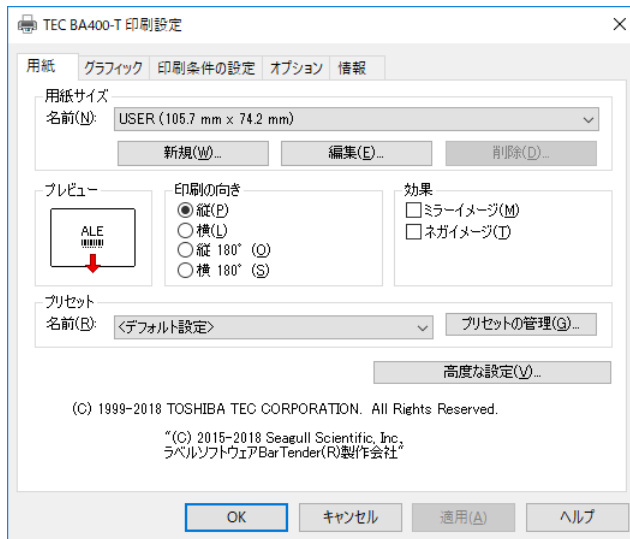 TEC BA400-T 印刷設定
用紙 グラフィック 印刷条件の設定 オプション 情報
用紙サイズ
名前(N): USER (105.7 mm x 74.2 mm)
新規(W)... 編集(E)... 削除(D)...
プレビュー
ALE
印刷の向き
縦(P)
横(L)
縦 180° (O)
横 180° (S)
効果
ミラーイメージ(M)
ネガイメージ(T)
プリセット
名前(R): <デフォルト設定> プリセットの管理(G)...
高度な設定(V)...
(C) 1999-2018 TOSHIBA TEC CORPORATION. All Rights Reserved.
"(C) 2015-2018 Seagull Scientific, Inc.
ラベルソフトウェアBarTender(R)製作会社"
OK キャンセル 適用(A) ヘルプ